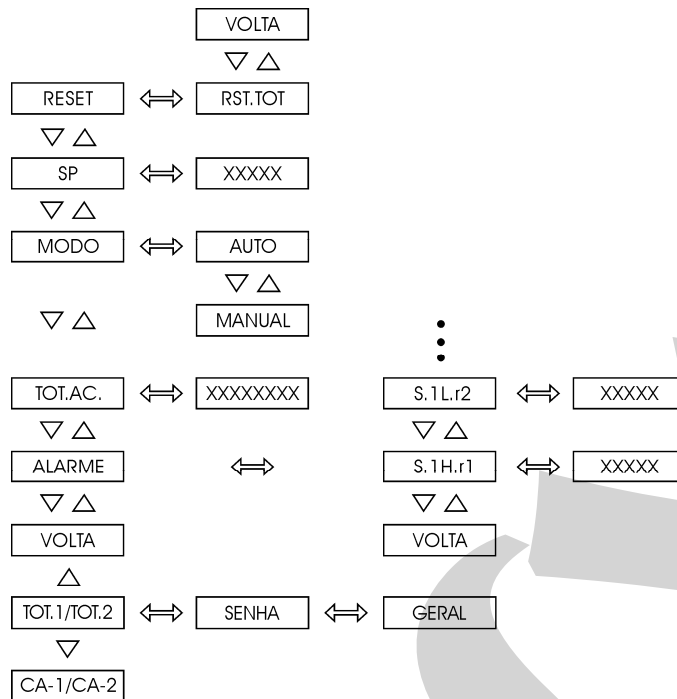 VOLTA
RESET RST.TOT
SP XXXXX
MODO AUTO
MANUAL
TOT.AC. XXXXXXXX S.1L.r2 XXXXX
ALARME S.1H.r1 XXXXX
VOLTA VOLTA
TOT.1/TOT.2 SENHA GERAL
CA-1/CA-2